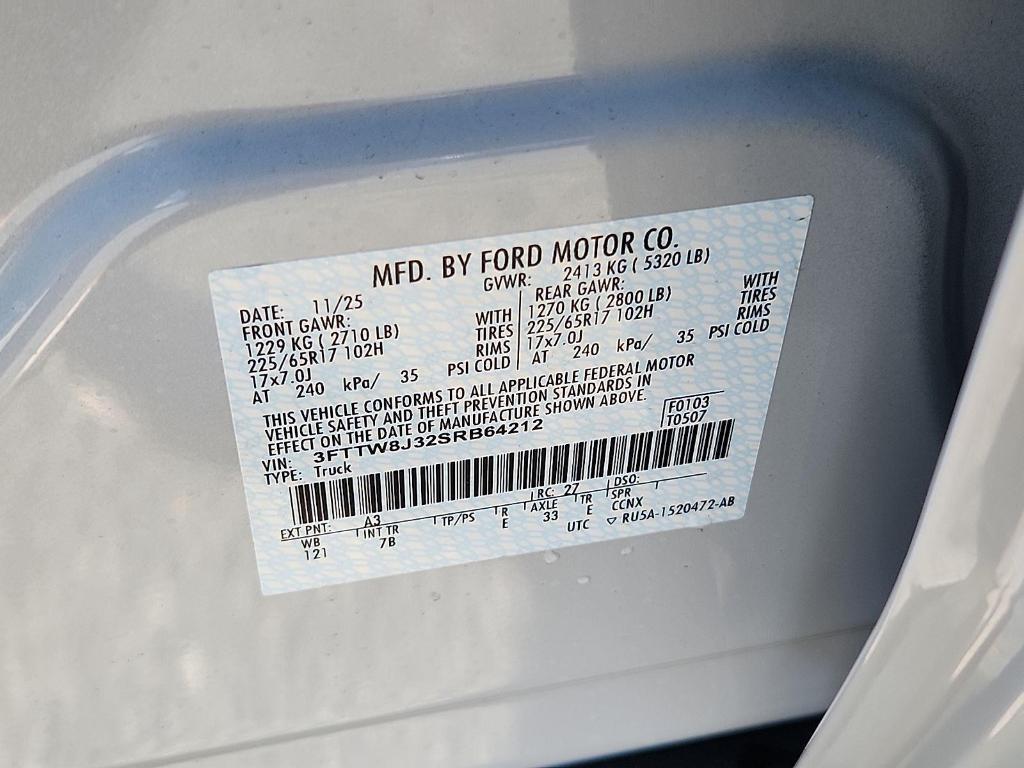 MFD. BY FORD MOTOR CO.
DATE: 11/25 GVWR: 2413 KG ( 5320 LB)
FRONT GAWR: REAR GAWR:
1229 KG ( 2710 LB) WITH 1270 KG ( 2800 LB) WITH
225/65R17 102H TIRES 225/65R17 102H TIRES
17x7.0J RIMS 17x7.0J RIMS
AT 240 kPa/ 35 PSI COLD AT 240 kPa/ 35 PSI COLD
THIS VEHICLE CONFORMS TO ALL APPLICABLE FEDERAL MOTOR
VEHICLE SAFETY AND THEFT PREVENTION STANDARDS IN
EFFECT ON THE DATE OF MANUFACTURE SHOWN ABOVE.
VIN: 3FTTW8J32SRB64212 F0103
TYPE: Truck T0507
EXT PNT: A3 RC: 27 DSO:
WB INT TR TP/PS R AXLE TR SPR
121 7B E 33 E CCNX
UTC ▽ RU5A-1520472-AB